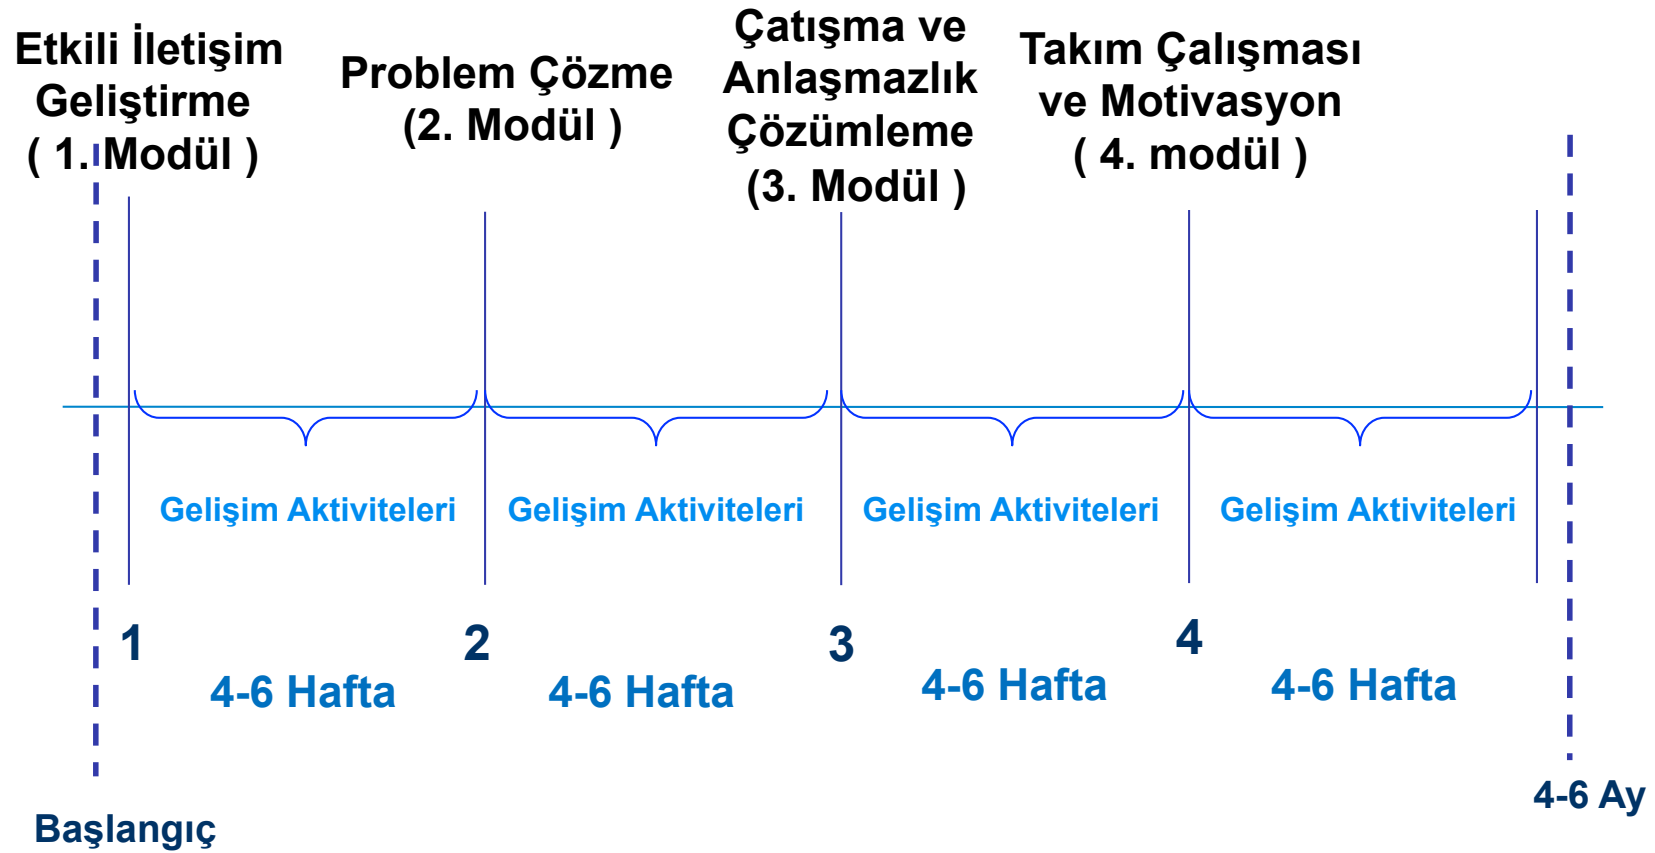 Etkili İletişim
Geliştirme
( 1. Modül )
Problem Çözme
(2. Modül )
Çatışma ve
Anlaşmazlık
Çözümleme
(3. Modül )
Takım Çalışması
ve Motivasyon
( 4. modül )
Gelişim Aktiviteleri
Gelişim Aktiviteleri
Gelişim Aktiviteleri
Gelişim Aktiviteleri
1
2
3
4
4-6 Hafta
4-6 Hafta
4-6 Hafta
4-6 Hafta
Başlangıç
4-6 Ay